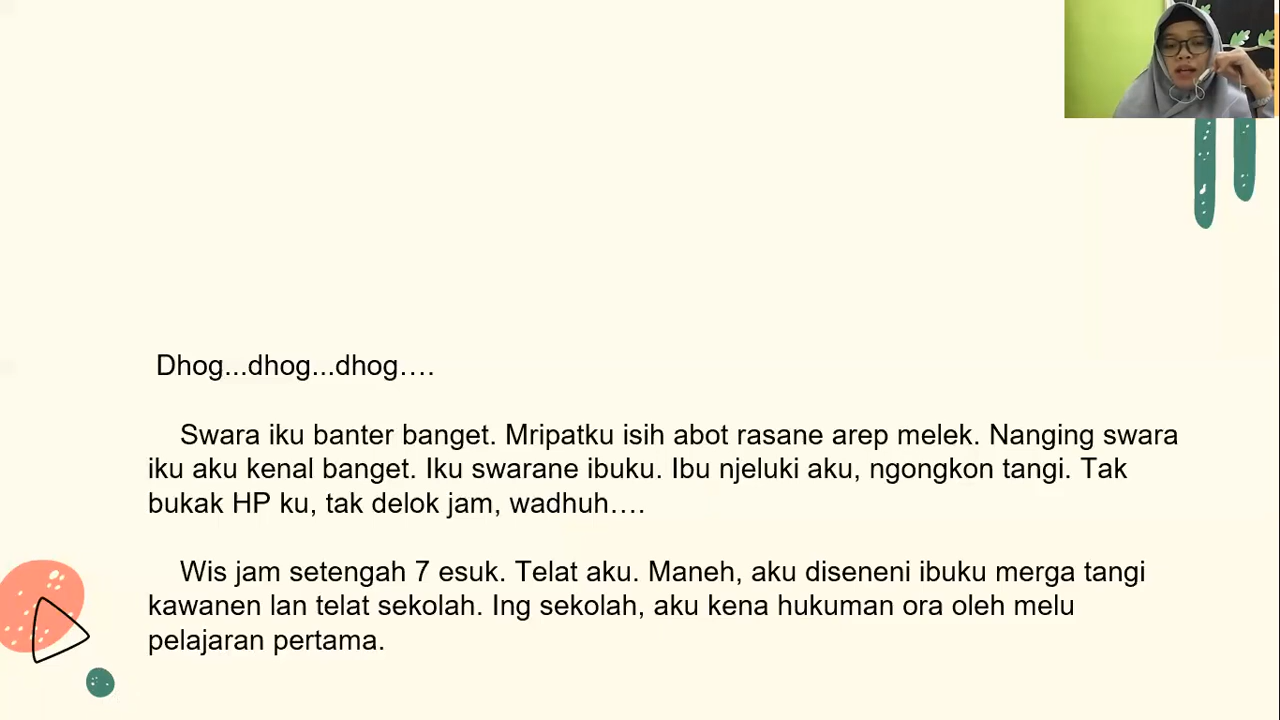 Dhog...dhog...dhog….
Swara iku banter banget. Mripatku isih abot rasane arep melek. Nanging swara
iku aku kenal banget. Iku swarane ibuku. Ibu njeluki aku, ngongkon tangi. Tak
bukak HP ku, tak delok jam, wadhuh….
Wis jam setengah 7 esuk. Telat aku. Maneh, aku diseneni ibuku merga tangi
kawanen lan telat sekolah. Ing sekolah, aku kena hukuman ora oleh melu
pelajaran pertama.